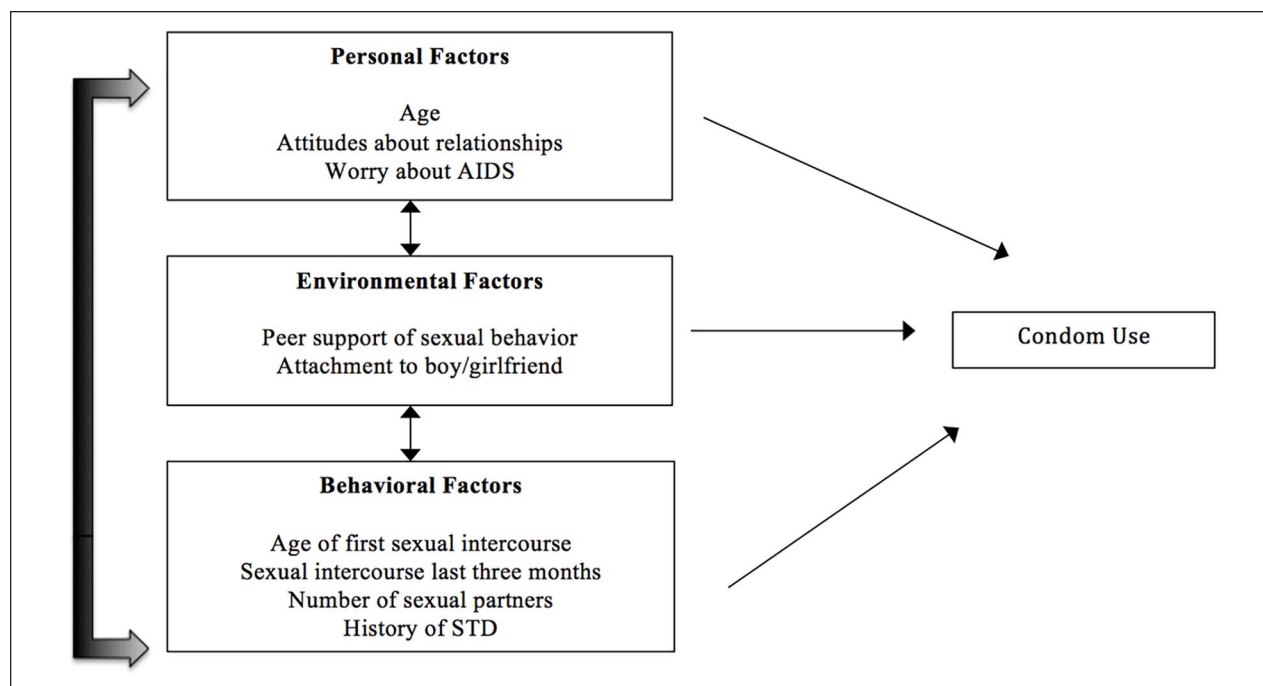 Personal Factors
Age
Attitudes about relationships
Worry about AIDS
Environmental Factors
Peer support of sexual behavior
Attachment to boy/girlfriend
Condom Use
Behavioral Factors
Age of first sexual intercourse
Sexual intercourse last three months
Number of sexual partners
History of STD